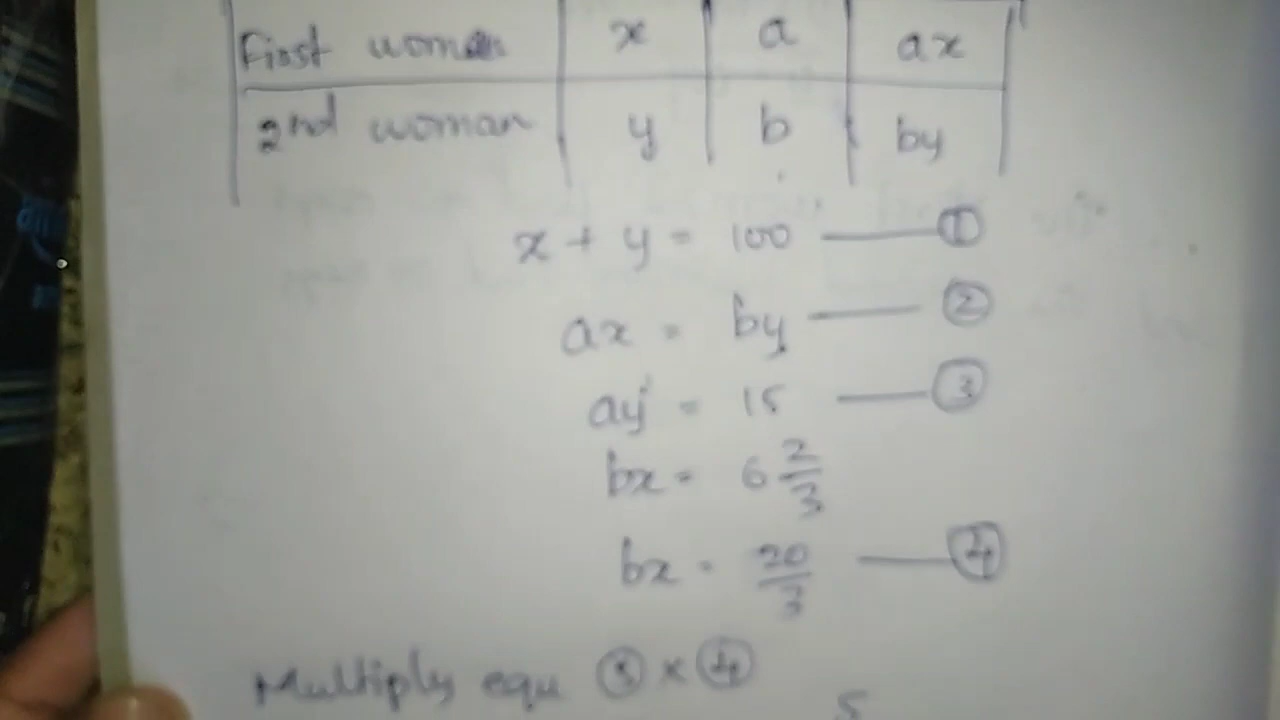 First woman x a ax
2nd woman y b by
x + y = 100 — ①
ax = by — ②
ay = 15 — ③
bx = 6 2/3
bx = 20/3 — ④
Multiply equ ③ × ④
5